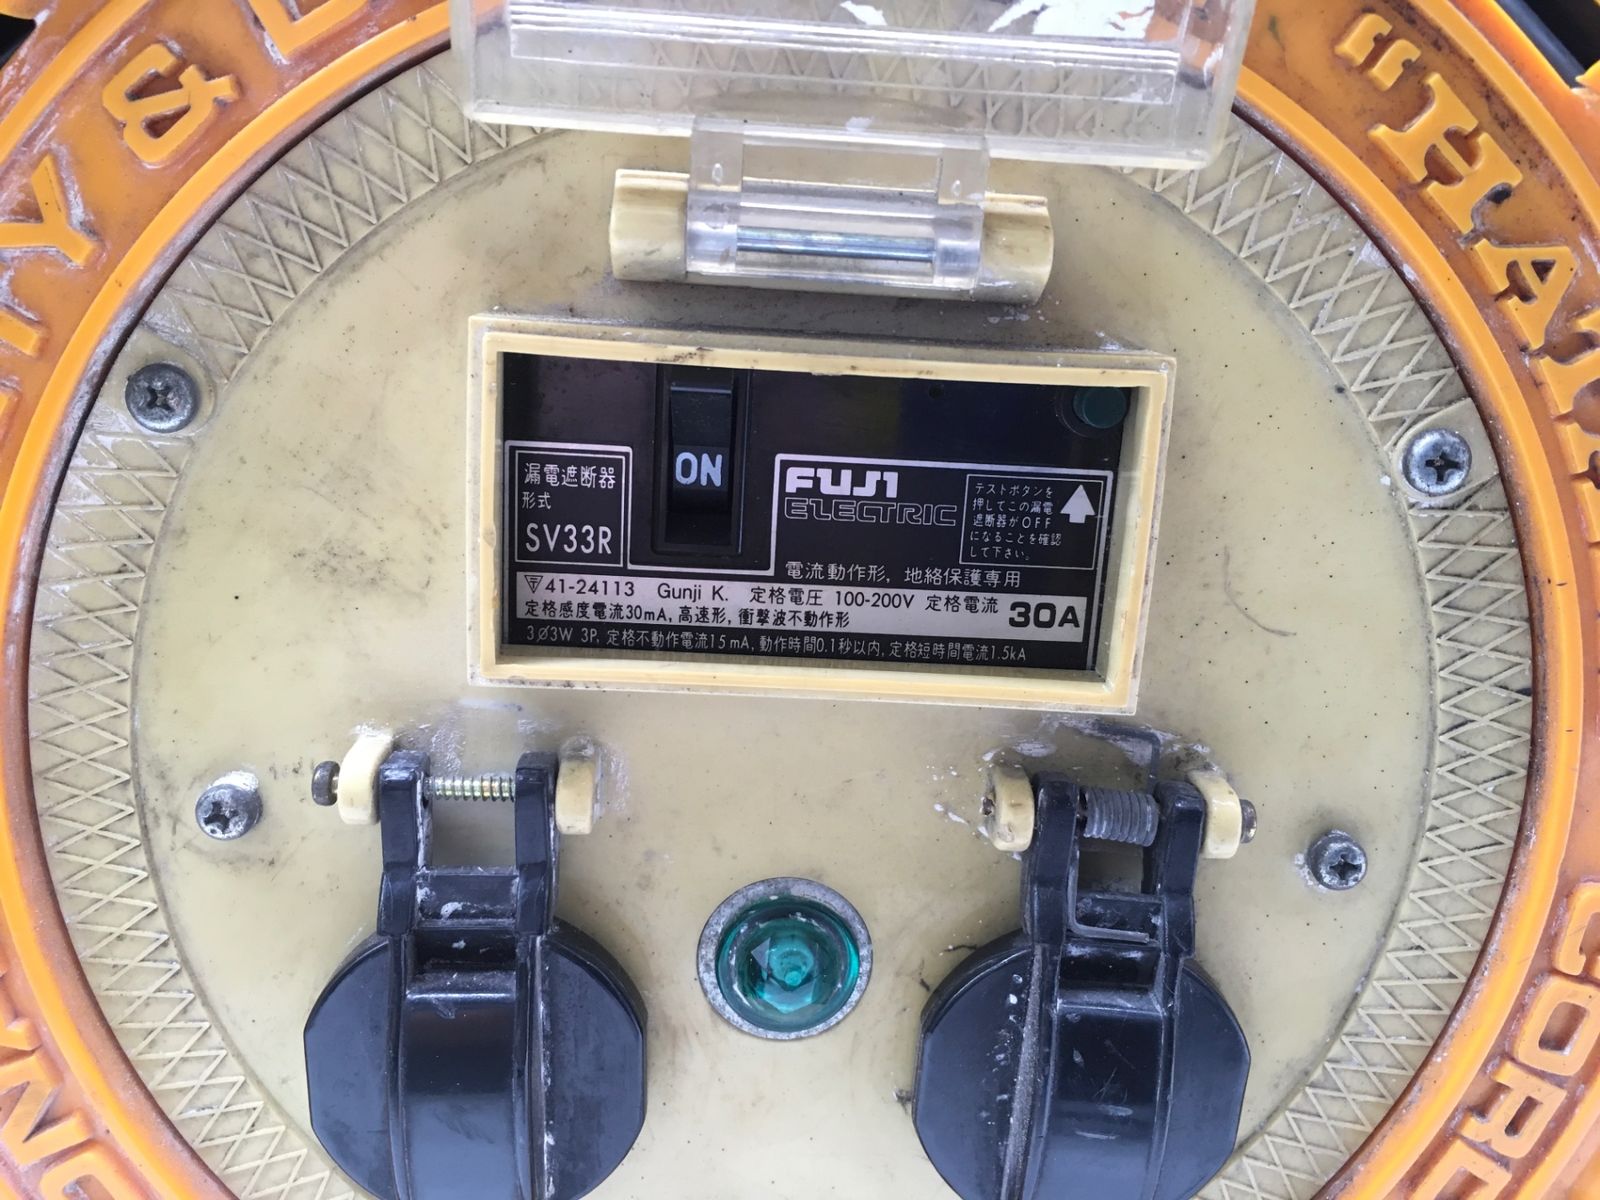 TY & D
"HATA
漏電遮断器
形式
SV33R
ON
FUJI
ELECTRIC
テストボタンを
押してこの漏電
遮断器がOFF
になることを確認
して下さい。
電流動作形, 地絡保護専用
41-24113 Gunji K. 定格電圧 100-200V 定格電流 30A
定格感度電流30mA, 高速形, 衝撃波不動作形
3Ø3W 3P, 定格不動作電流15mA, 動作時間0.1秒以内, 定格短時間電流1.5kA
CORD